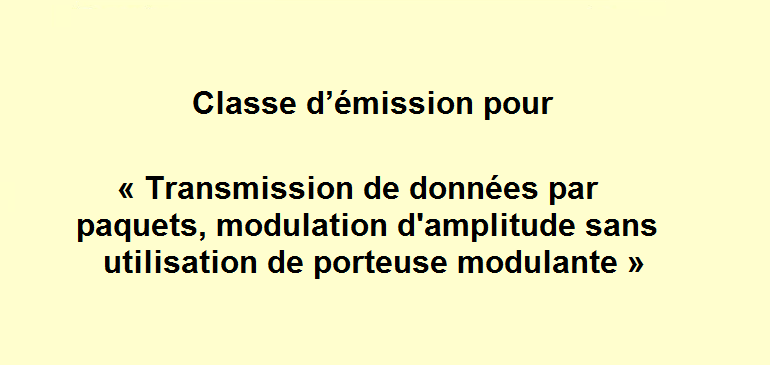 Classe d’émission pour
« Transmission de données par
paquets, modulation d'amplitude sans
utilisation de porteuse modulante »